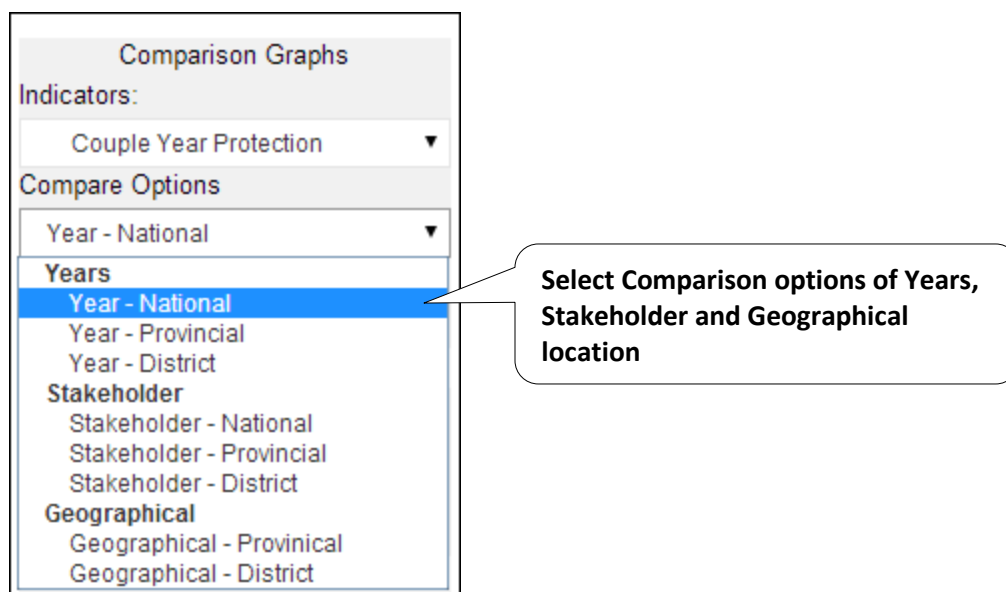 Comparison Graphs
Indicators:
Couple Year Protection
Compare Options
Year - National
Years
Year - National
Year - Provincial
Year - District
Stakeholder
Stakeholder - National
Stakeholder - Provincial
Stakeholder - District
Geographical
Geographical - Provinical
Geographical - District
Select Comparison options of Years,
Stakeholder and Geographical
location